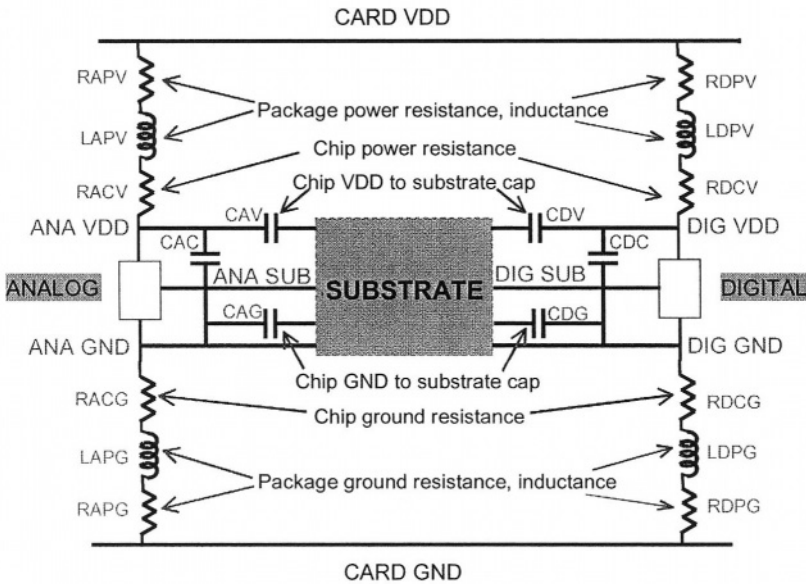 CARD VDD
RAPV
RDPV
Package power resistance, inductance
LAPV
LDPV
Chip power resistance
RACV
Chip VDD to substrate cap
RDCV
ANA VDD
CAV
CDV
DIG VDD
CAC
CDC
ANALOG
ANA SUB
SUBSTRATE
DIG SUB
DIGITAL
CAG
CDG
ANA GND
DIG GND
Chip GND to substrate cap
RACG
Chip ground resistance
RDCG
LAPG
LDPG
Package ground resistance, inductance
RAPG
RDPG
CARD GND